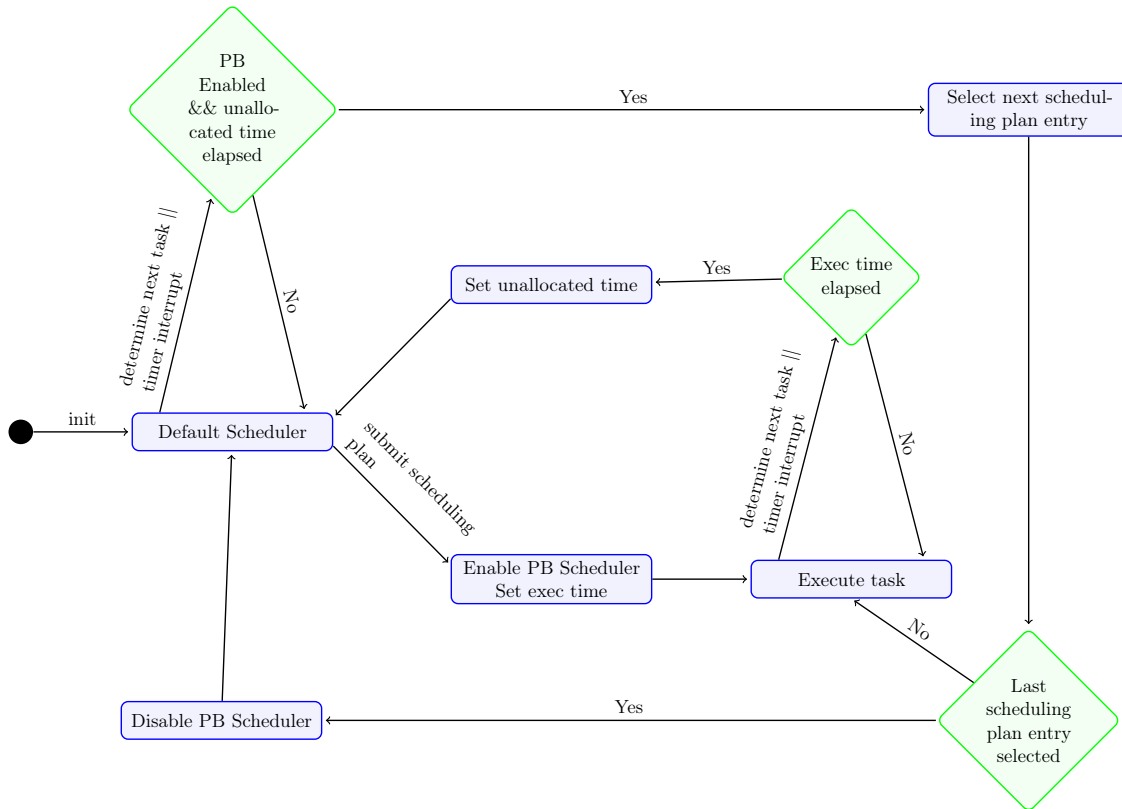 PB
Enabled
&& unallo-
cated time
elapsed
Yes
Select next schedul-
ing plan entry
determine next task ||
timer interrupt
No
Set unallocated time
Yes
Exec time
elapsed
init
Default Scheduler
submit scheduling
plan
determine next task ||
timer interrupt
No
Enable PB Scheduler
Set exec time
Execute task
No
Disable PB Scheduler
Yes
Last
scheduling
plan entry
selected